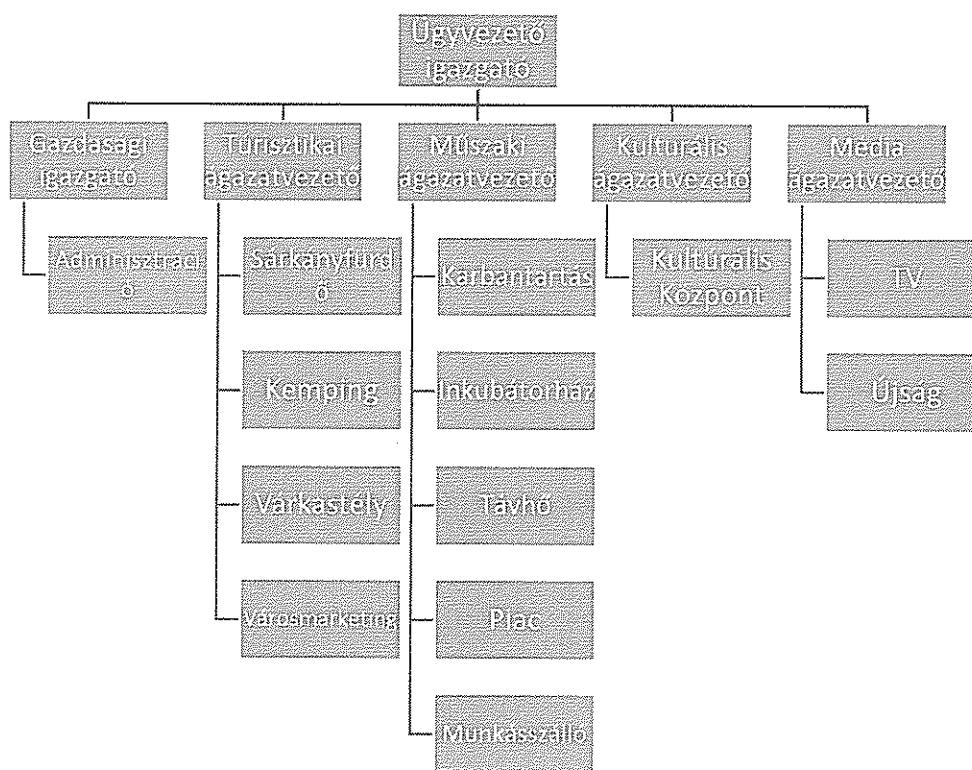 Ügyvezető
igazgató
Gazdasági
igazgató
Turisztikai
ágazatvezető
Műszaki
ágazatvezető
Kulturális
ágazatvezető
Média
ágazatvezető
Adminisztráci
ó
Sárkányfürd
ő
Kemping
Várkastély
Városmarketing
Karbantartás
Inkubátorház
Távhő
Piac
Munkásszálló
Kulturális
Központ
TV
Újság